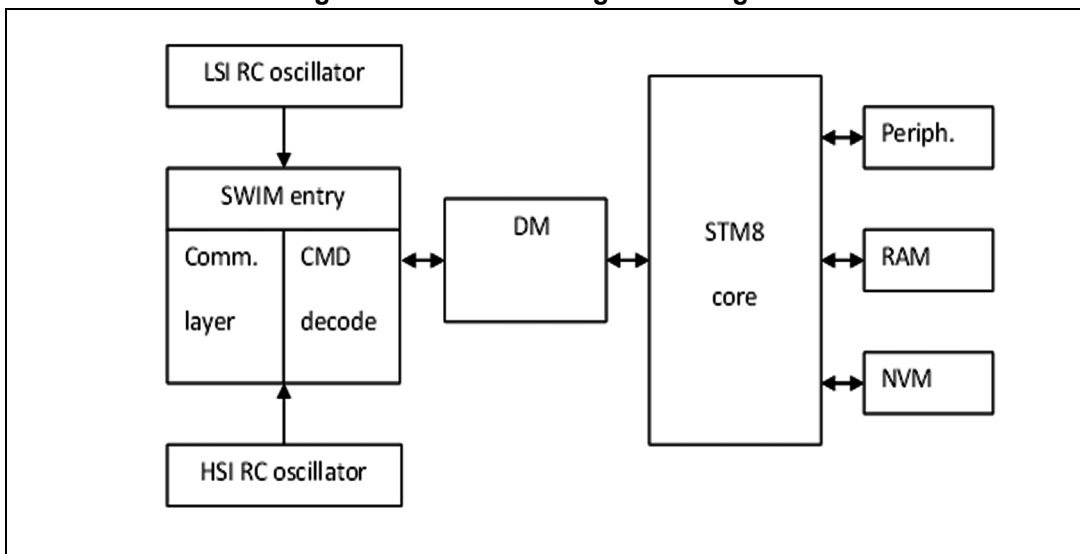 LSI RC oscillator
SWIM entry
Comm.
layer
CMD
decode
HSI RC oscillator
DM
STM8
core
Periph.
RAM
NVM